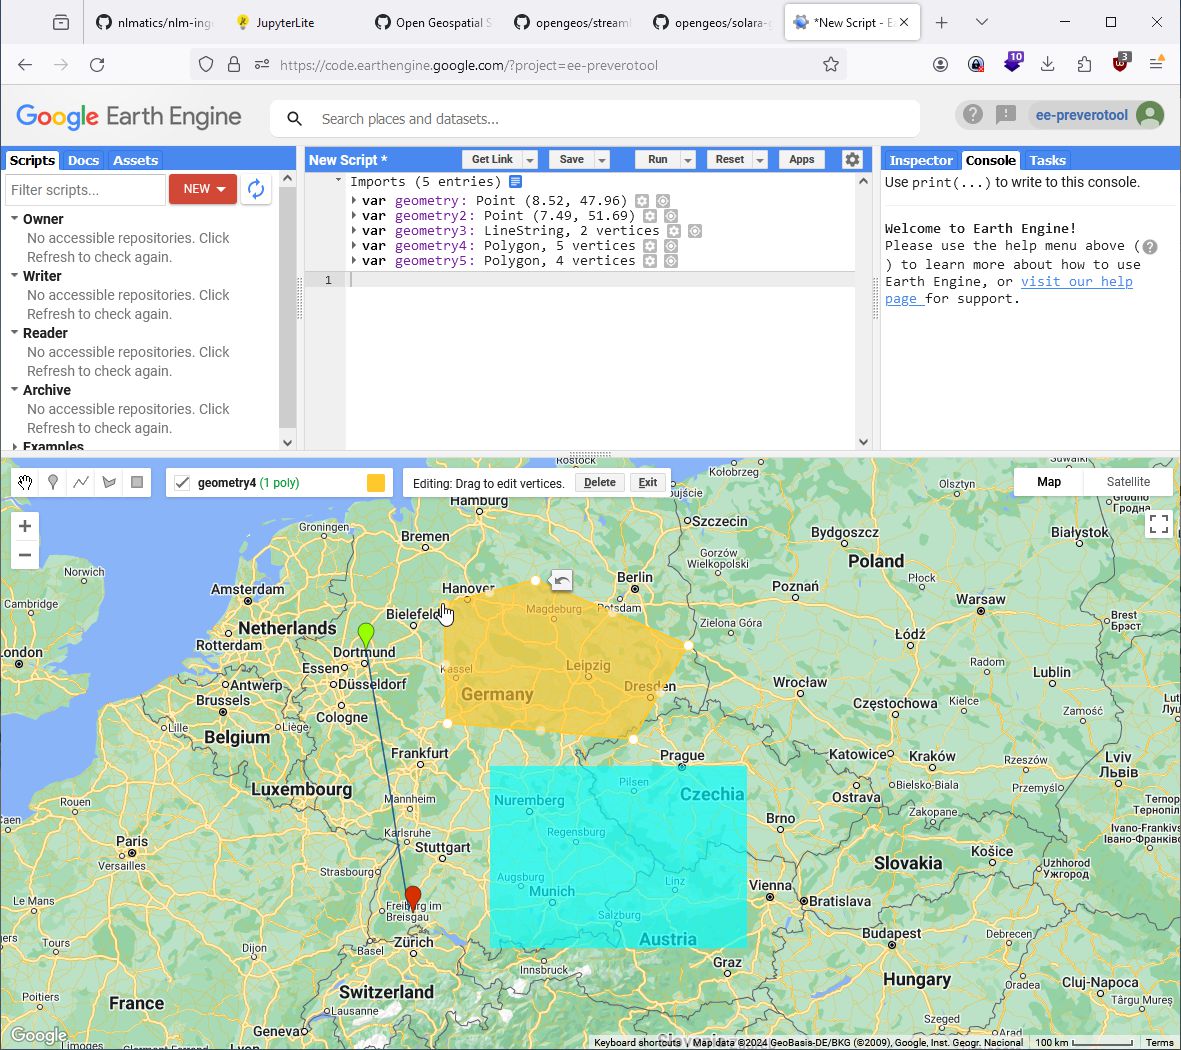 nlmatics/nlm-ing
JupyterLite
Open Geospatial S
opengeos/stream
opengeos/solara-g
*New Script - E
https://code.earthengine.google.com/?project=ee-preverotool
10
3
Google Earth Engine
Search places and datasets...
ee-preverotool
Scripts
Docs
Assets
Filter scripts...
NEW
Owner
No accessible repositories. Click
Refresh to check again.
Writer
No accessible repositories. Click
Refresh to check again.
Reader
No accessible repositories. Click
Refresh to check again.
Archive
No accessible repositories. Click
Refresh to check again.
Examples
New Script *
Get Link
Save
Run
Reset
Apps
Imports (5 entries)
var geometry: Point (8.52, 47.96)
var geometry2: Point (7.49, 51.69)
var geometry3: LineString, 2 vertices
var geometry4: Polygon, 5 vertices
var geometry5: Polygon, 4 vertices
1
Inspector
Console
Tasks
Use print(...) to write to this console.
Welcome to Earth Engine!
Please use the help menu above (
) to learn more about how to use
Earth Engine, or visit our help
page for support.
geometry4 (1 poly)
Editing: Drag to edit vertices.
Delete
Exit
Map
Satellite
Rostock
Kołobrzeg
Suwałki
Olsztyn
Гродна
Hamburg
Groningen
Bremen
Szczecin
Bydgoszcz
Białystok
Gorzów
Wielkopolski
Poland
Norwich
Cambridge
London
Amsterdam
Netherlands
Rotterdam
Hanover
Bielefeld
Berlin
Magdeburg
Potsdam
Poznań
Płock
Warsaw
Brest
Брэст
Zielona Góra
Łódź
Radom
Lublin
Dortmund
Essen
Düsseldorf
Kassel
Leipzig
Antwerp
Brussels
Cologne
Germany
Dresden
Wrocław
Częstochowa
Kielce
Zamość
Liège
Belgium
Frankfurt
Prague
Katowice
Kraków
Rzeszów
Lviv
Львів
Luxembourg
Mannheim
Nuremberg
Pilsen
Czechia
Ostrava
Bielsko-Biala
Przemyśl
Rouen
Caen
Zakopane
Ternop
Тернопіл
Paris
Versailles
Karlsruhe
Stuttgart
Regensburg
Brno
Ivano-Frankivs
Івано-Франківс
Slovakia
Košice
Uzhhorod
Ужгород
Strasbourg
Augsburg
Munich
Linz
Vienna
Bratislava
Le Mans
Freiburg im
Breisgau
Salzburg
Tours
Dijon
Basel
Zürich
Austria
Budapest
Debrecen
Innsbruck
Graz
Hungary
Oradea
Cluj-Napoca
Târgu Mureș
Poitiers
France
Switzerland
Lausanne
Geneva
Szeged
Arad
Slovenia
Google
Keyboard shortcuts
Map data ©2024 GeoBasis-DE/BKG (©2009), Google, Inst. Geogr. Nacional
100 km
Terms